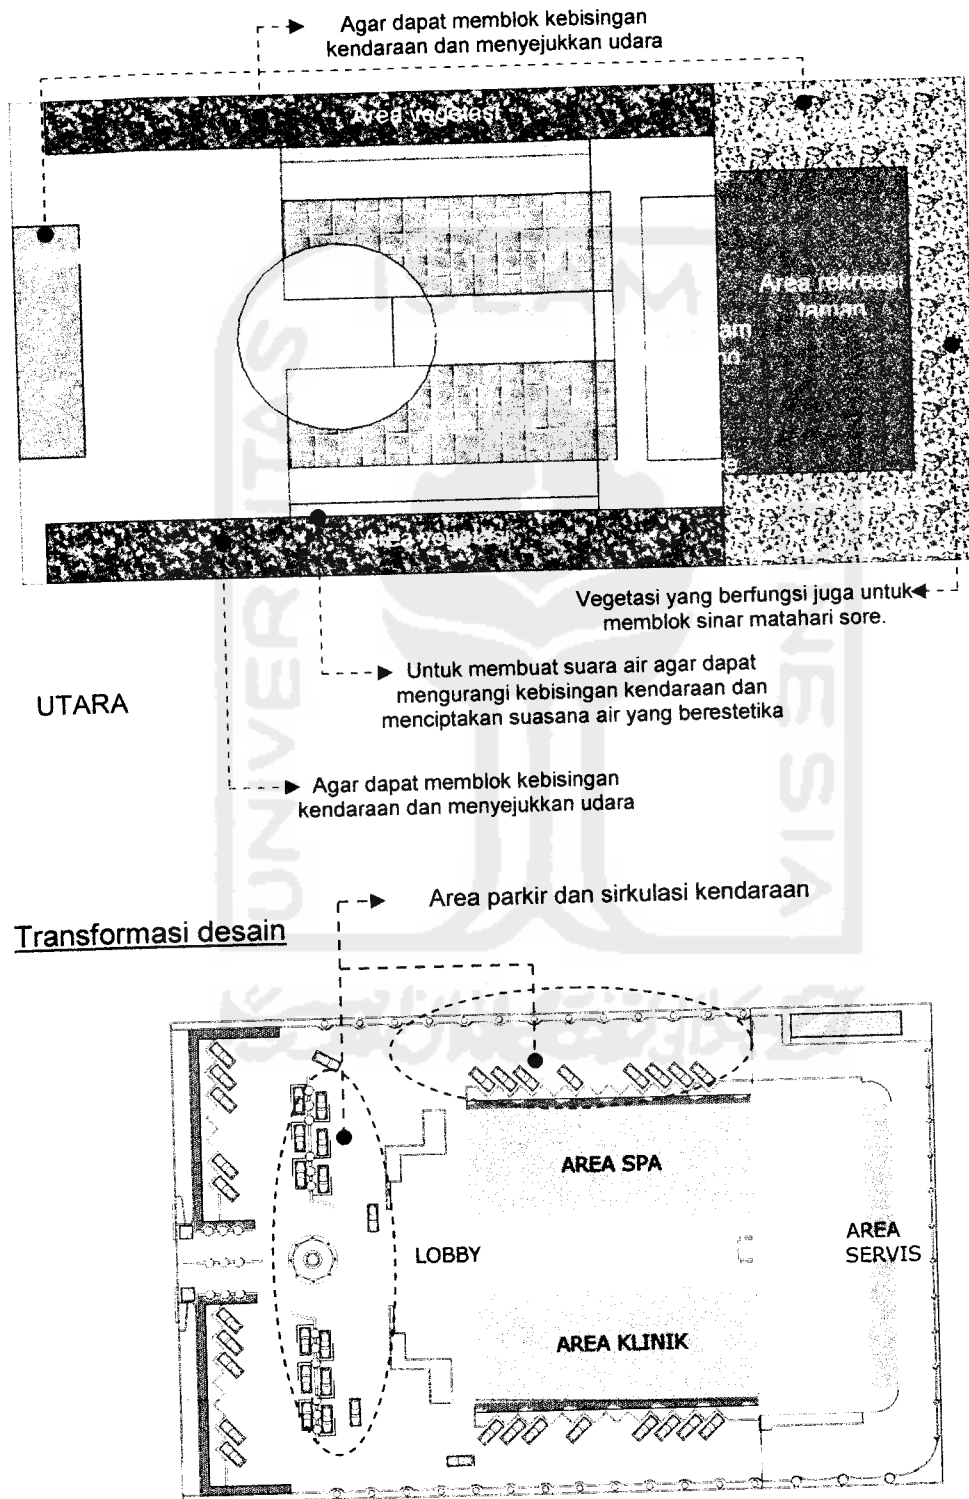 Agar dapat memblok kebisingan
kendaraan dan menyejukkan udara
Area vegetasi
Area rekreasi
taman
Area vegetasi
Vegetasi yang berfungsi juga untuk
memblok sinar matahari sore.
Untuk membuat suara air agar dapat
mengurangi kebisingan kendaraan dan
menciptakan suasana air yang berestetika
UTARA
Agar dapat memblok kebisingan
kendaraan dan menyejukkan udara
Area parkir dan sirkulasi kendaraan
Transformasi desain
AREA SPA
AREA
SERVIS
LOBBY
AREA KLINIK
UNIVERSITAS
ISLAM
INDONESIA